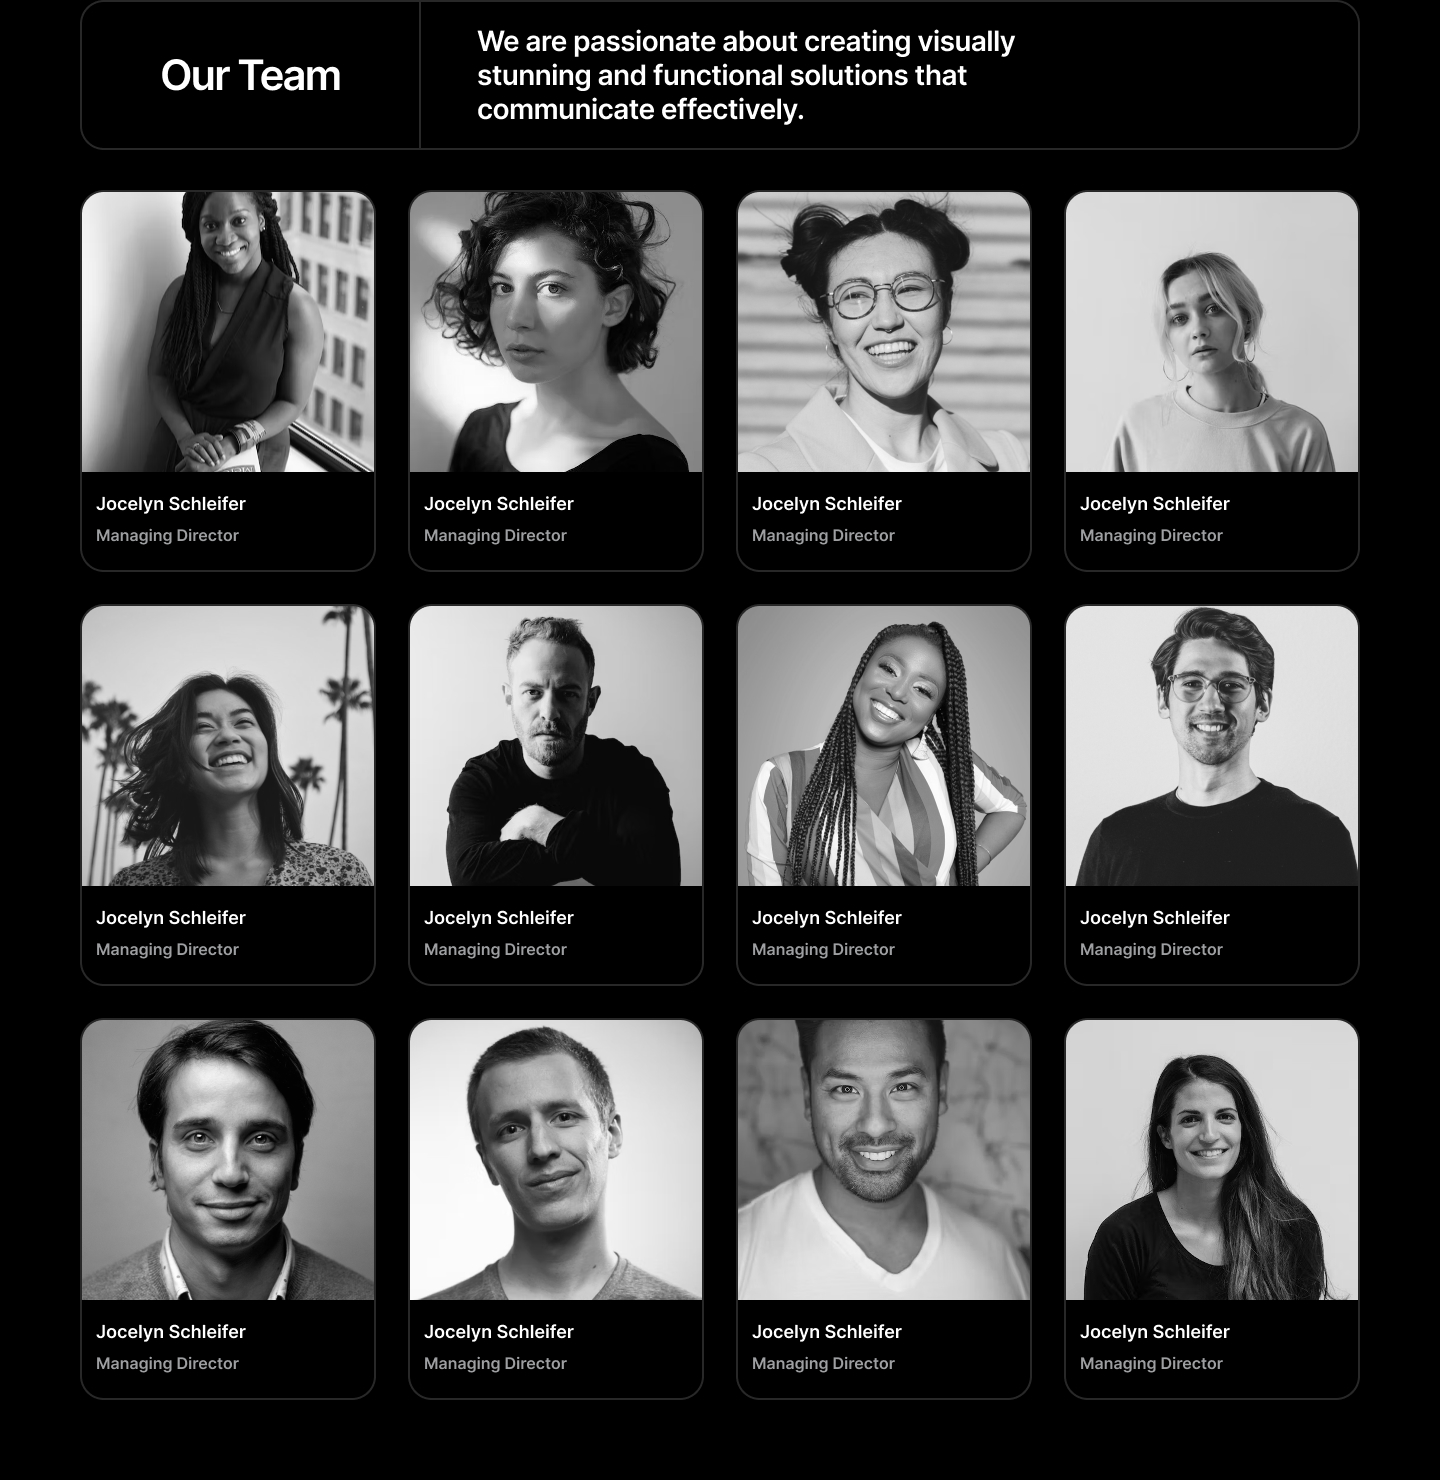 Our Team
We are passionate about creating visually
stunning and functional solutions that
communicate effectively.
Jocelyn Schleifer
Managing Director
Jocelyn Schleifer
Managing Director
Jocelyn Schleifer
Managing Director
Jocelyn Schleifer
Managing Director
Jocelyn Schleifer
Managing Director
Jocelyn Schleifer
Managing Director
Jocelyn Schleifer
Managing Director
Jocelyn Schleifer
Managing Director
Jocelyn Schleifer
Managing Director
Jocelyn Schleifer
Managing Director
Jocelyn Schleifer
Managing Director
Jocelyn Schleifer
Managing Director